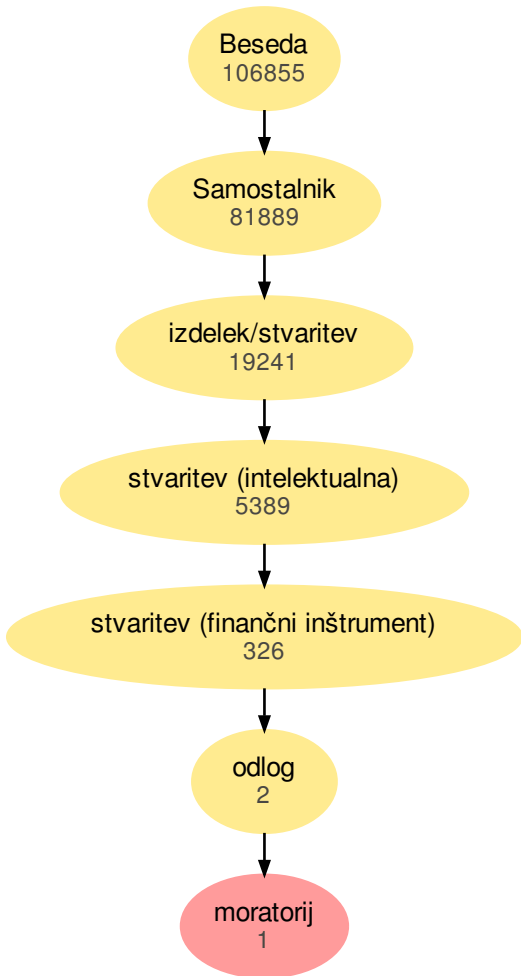 Beseda
106855
Samostalnik
81889
izdelek/stvaritev
19241
stvaritev (intelektualna)
5389
stvaritev (finančni inštrument)
326
odlog
2
moratorij
1